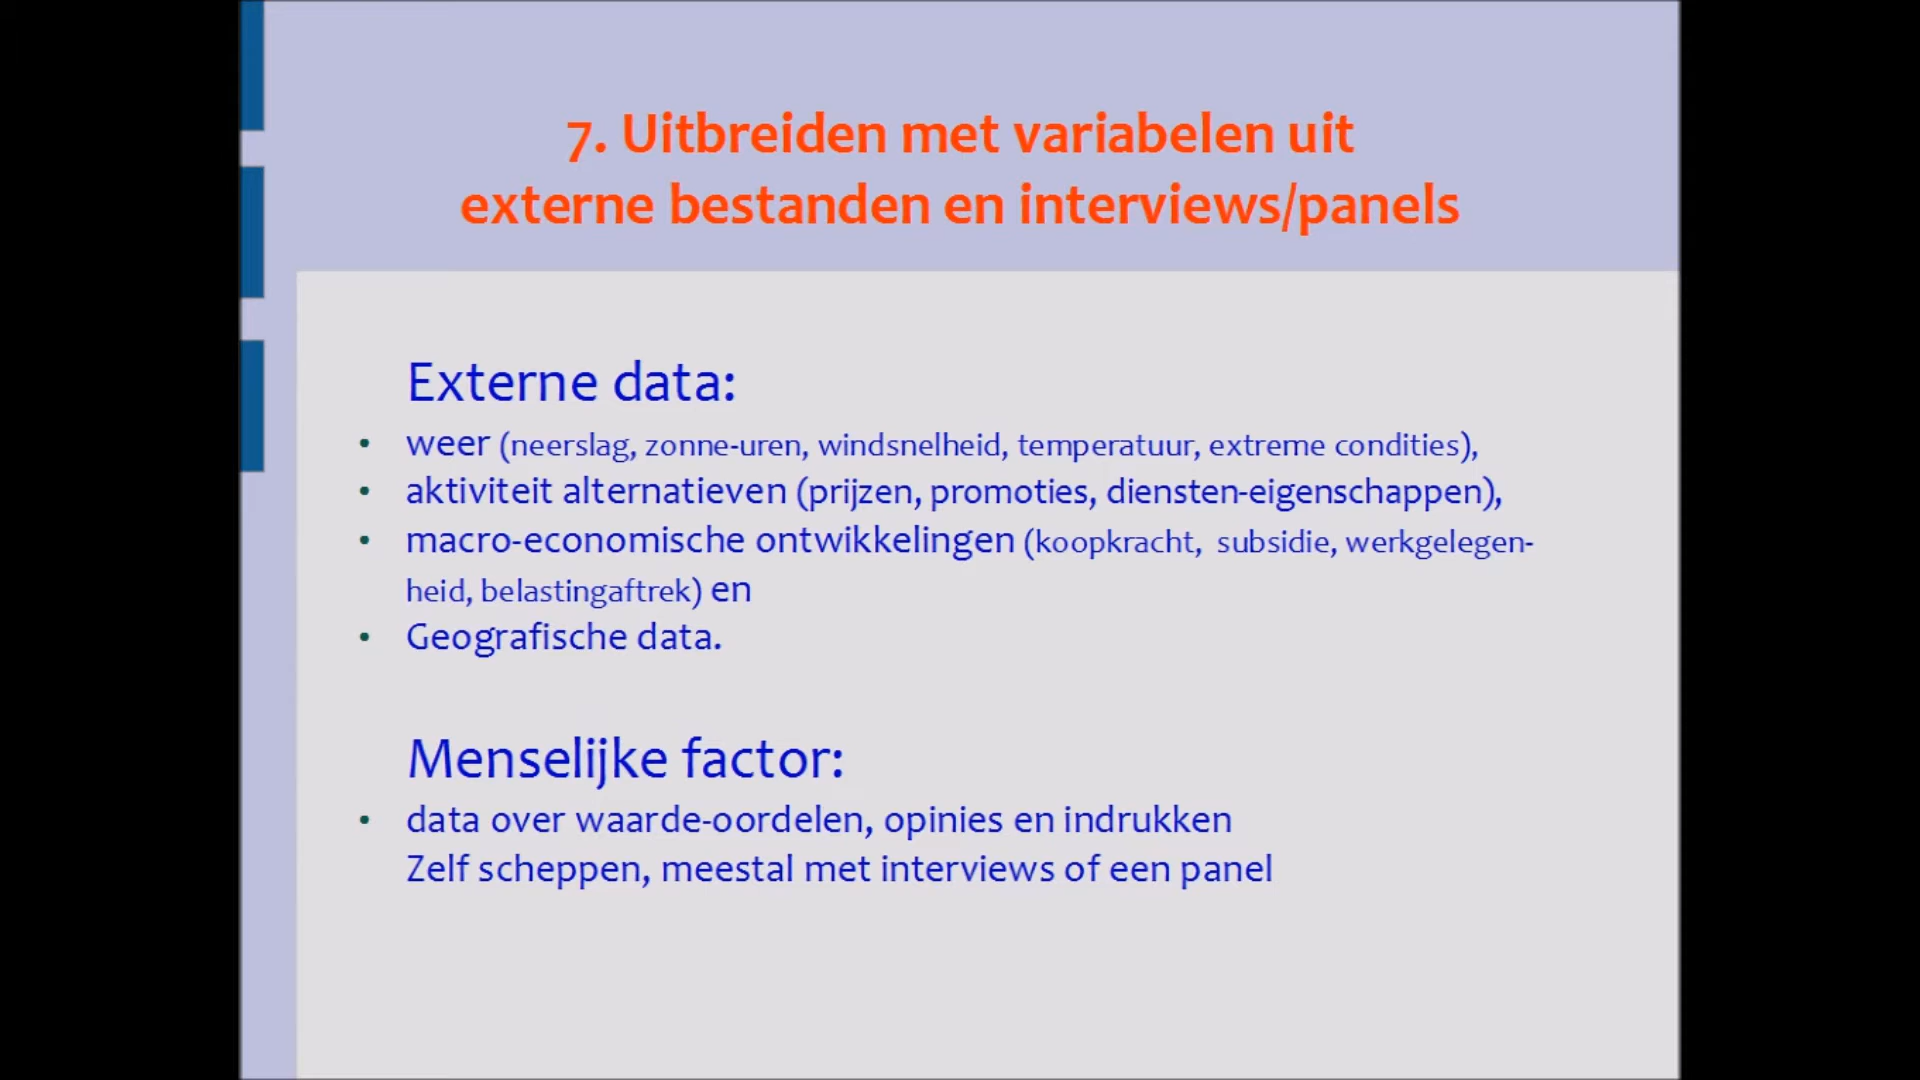 7. Uitbreiden met variabelen uit
externe bestanden en interviews/panels
Externe data:
• weer (neerslag, zonne-uren, windsnelheid, temperatuur, extreme condities),
• aktiviteit alternatieven (prijzen, promoties, diensten-eigenschappen),
• macro-economische ontwikkelingen (koopkracht, subsidie, werkgelegen-
heid, belastingaftrek) en
• Geografische data.
Menselijke factor:
• data over waarde-oordelen, opinies en indrukken
Zelf scheppen, meestal met interviews of een panel